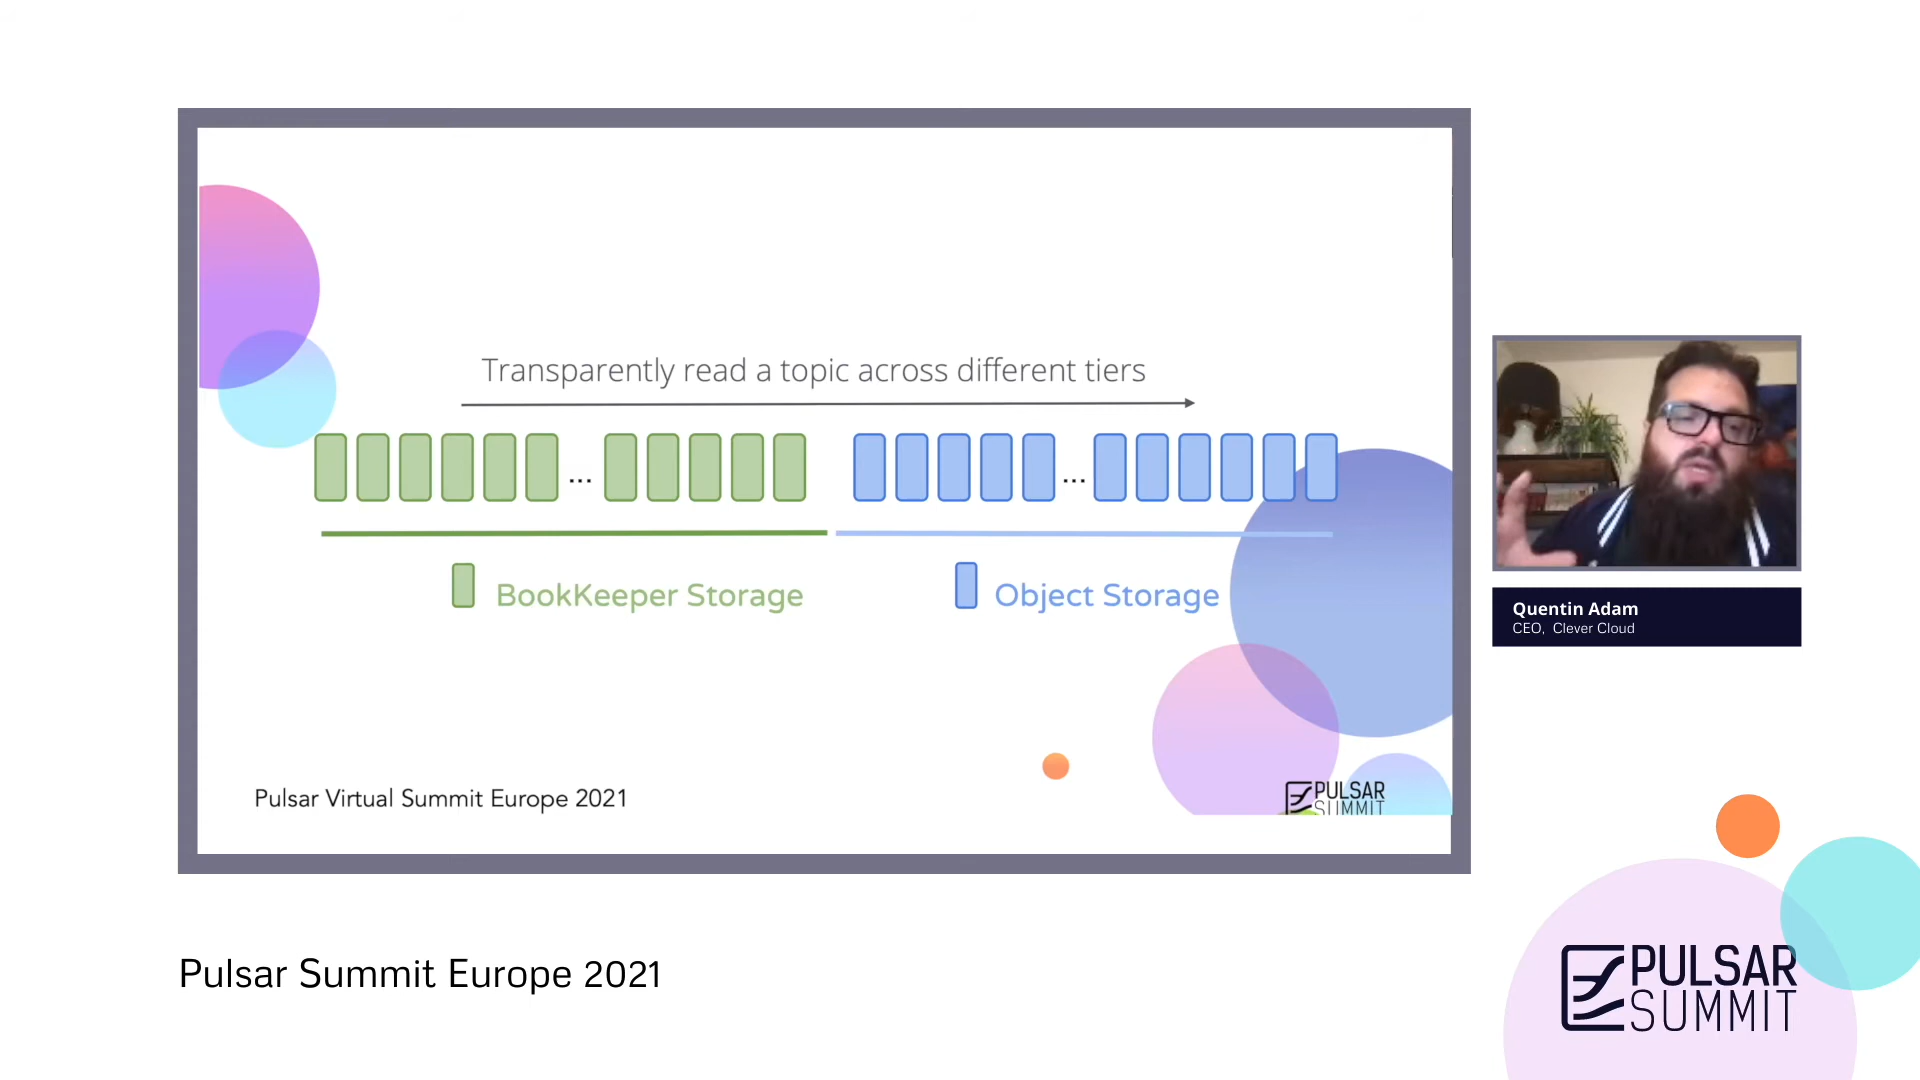 Transparently read a topic across different tiers
...
...
BookKeeper Storage
Object Storage
Pulsar Virtual Summit Europe 2021
PULSAR
SUMMIT
Quentin Adam
CEO, Clever Cloud
Pulsar Summit Europe 2021
PULSAR
SUMMIT